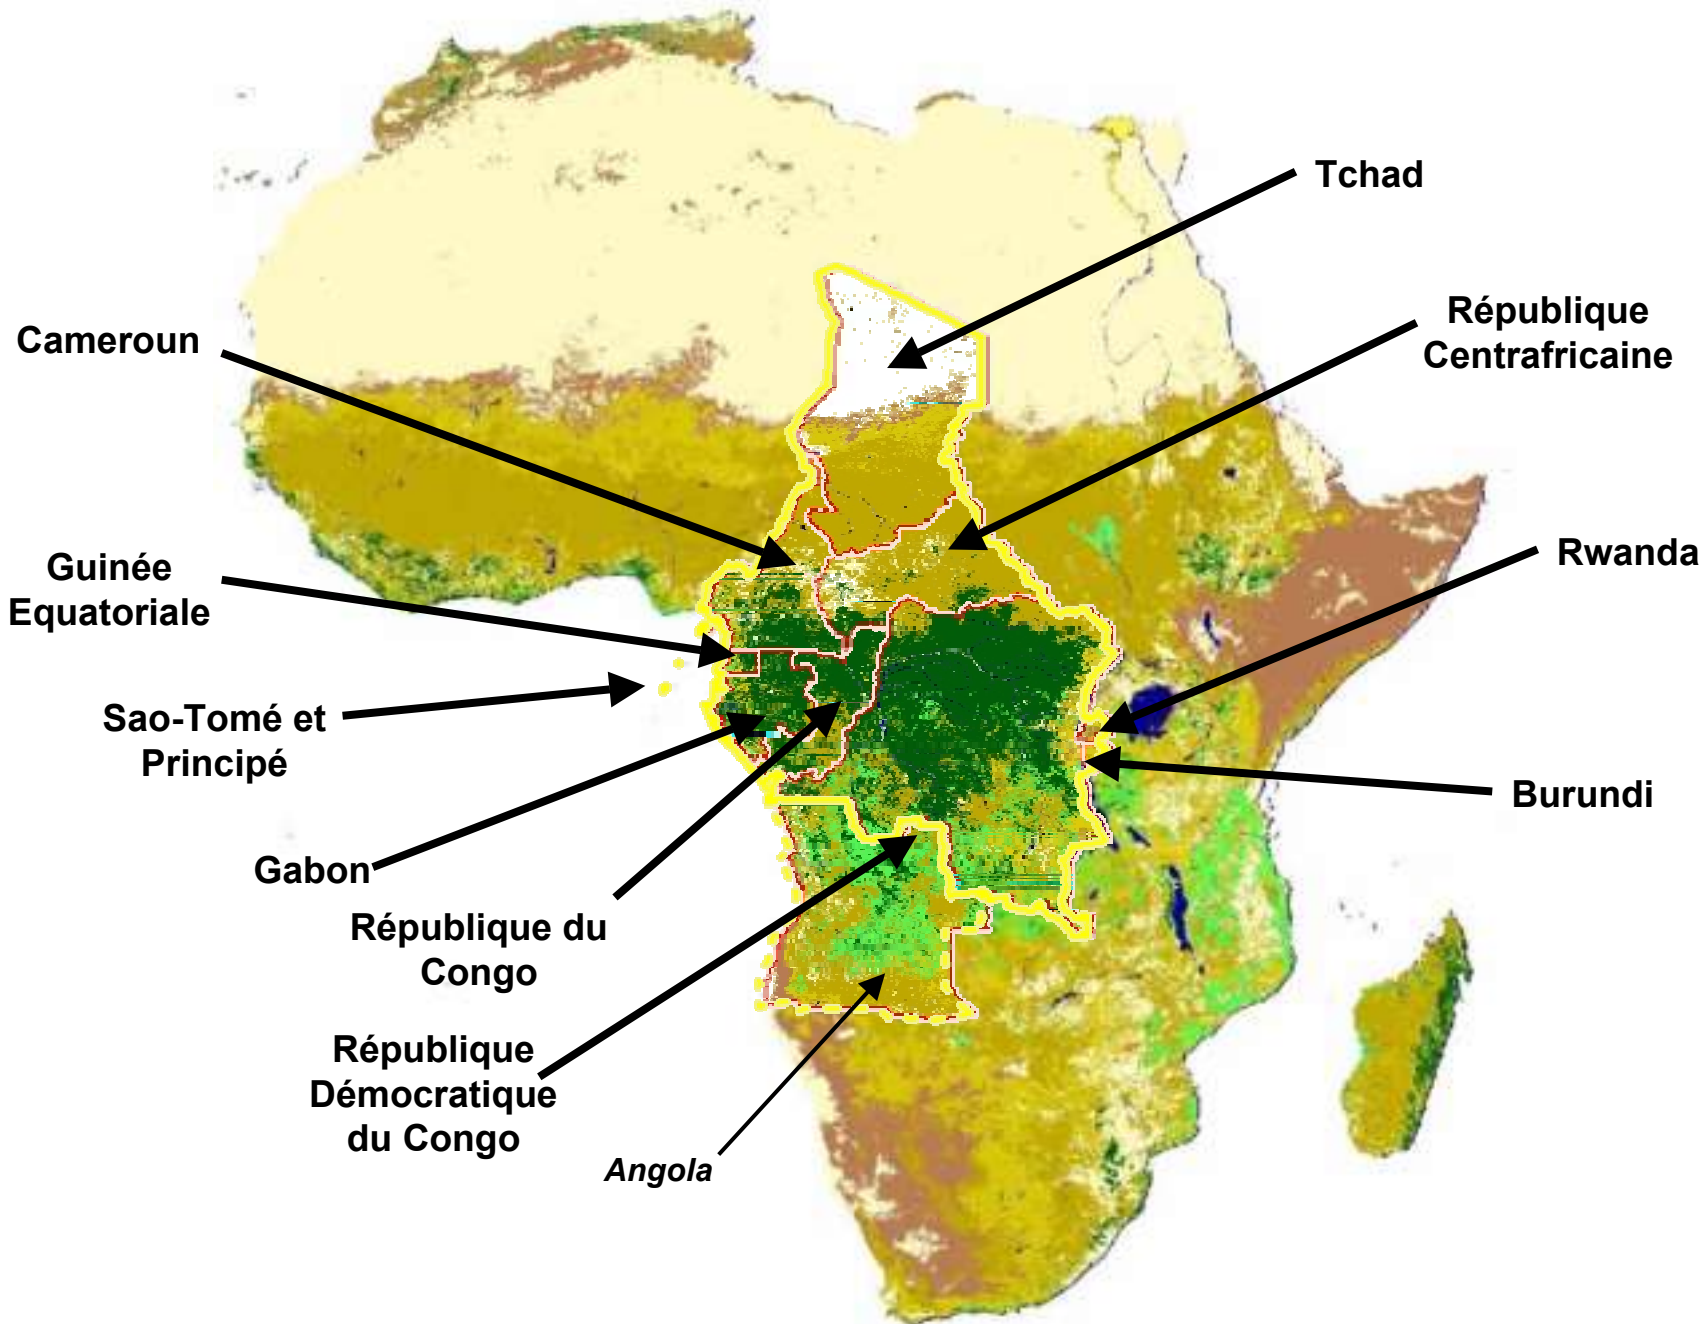 Tchad
République
Centrafricaine
Cameroun
Rwanda
Guinée
Equatoriale
Sao-Tomé et
Principé
Burundi
Gabon
République du
Congo
République
Démocratique
du Congo
Angola